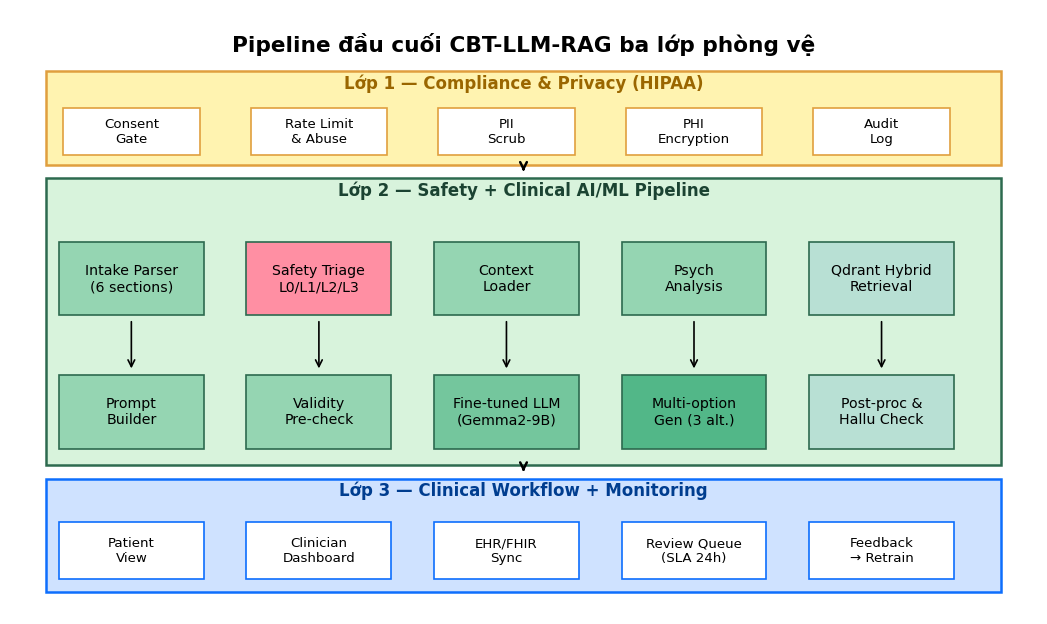 Pipeline đầu cuối CBT-LLM-RAG ba lớp phòng vệ
Lớp 1 — Compliance & Privacy (HIPAA)
Consent
Gate
Rate Limit
& Abuse
PII
Scrub
PHI
Encryption
Audit
Log
Lớp 2 — Safety + Clinical AI/ML Pipeline
Intake Parser
(6 sections)
Safety Triage
L0/L1/L2/L3
Context
Loader
Psych
Analysis
Qdrant Hybrid
Retrieval
Prompt
Builder
Validity
Pre-check
Fine-tuned LLM
(Gemma2-9B)
Multi-option
Gen (3 alt.)
Post-proc &
Hallu Check
Lớp 3 — Clinical Workflow + Monitoring
Patient
View
Clinician
Dashboard
EHR/FHIR
Sync
Review Queue
(SLA 24h)
Feedback
→ Retrain